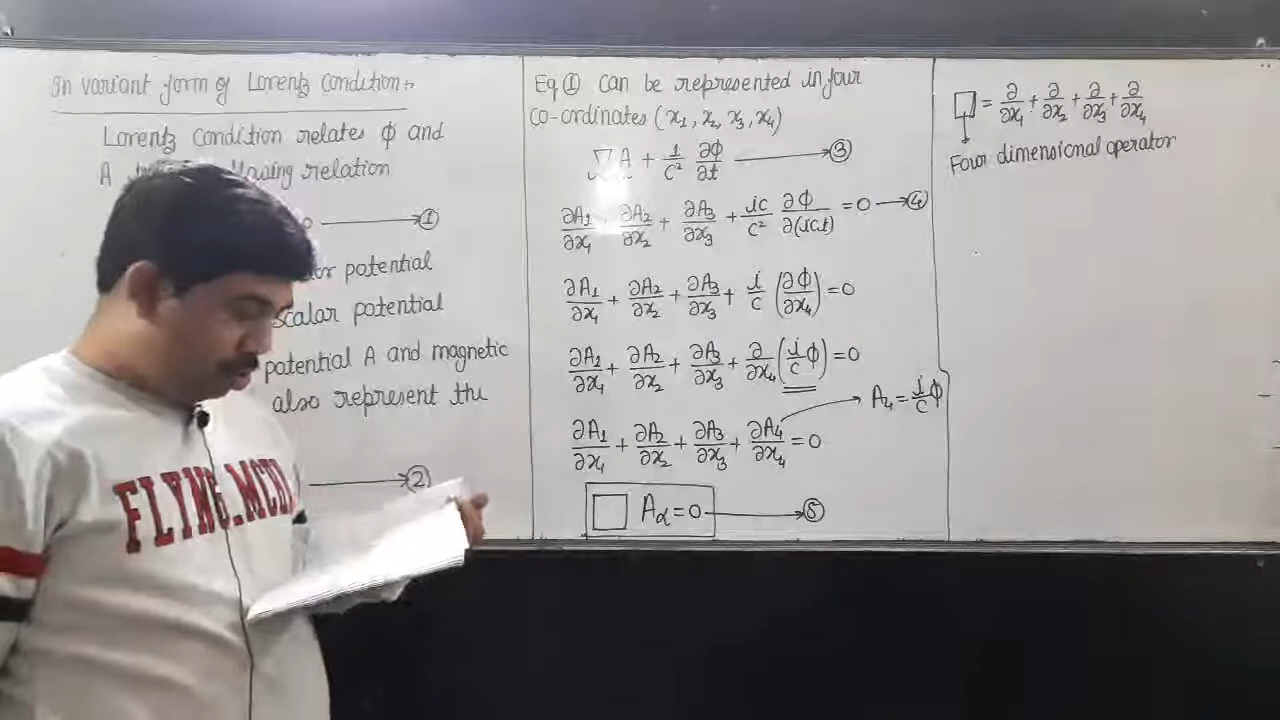 In variant form of Lorentz Condition:-
Lorentz Condition relates ϕ and
A relation
→①
potential
scalar potential
potential A and magnetic
also represent the
→②
Eq ① can be represented in four
co-ordinates (x₁, x₂, x₃, x₄)
∇ A + 1/c² ∂ϕ/∂t →③
∂A₁/∂x₁ + ∂A₂/∂x₂ + ∂A₃/∂x₃ + ic/c² ∂ϕ/∂(ict) = 0 →④
∂A₁/∂x₁ + ∂A₂/∂x₂ + ∂A₃/∂x₃ + i/c (∂ϕ/∂x₄) = 0
∂A₁/∂x₁ + ∂A₂/∂x₂ + ∂A₃/∂x₃ + ∂/∂x₄ (i/c ϕ) = 0
∂A₁/∂x₁ + ∂A₂/∂x₂ + ∂A₃/∂x₃ + ∂A₄/∂x₄ = 0 → A₄ = i/c ϕ
□ Aα = 0 →⑤
□ = ∂/∂x₁ + ∂/∂x₂ + ∂/∂x₃ + ∂/∂x₄
Four dimensional operator